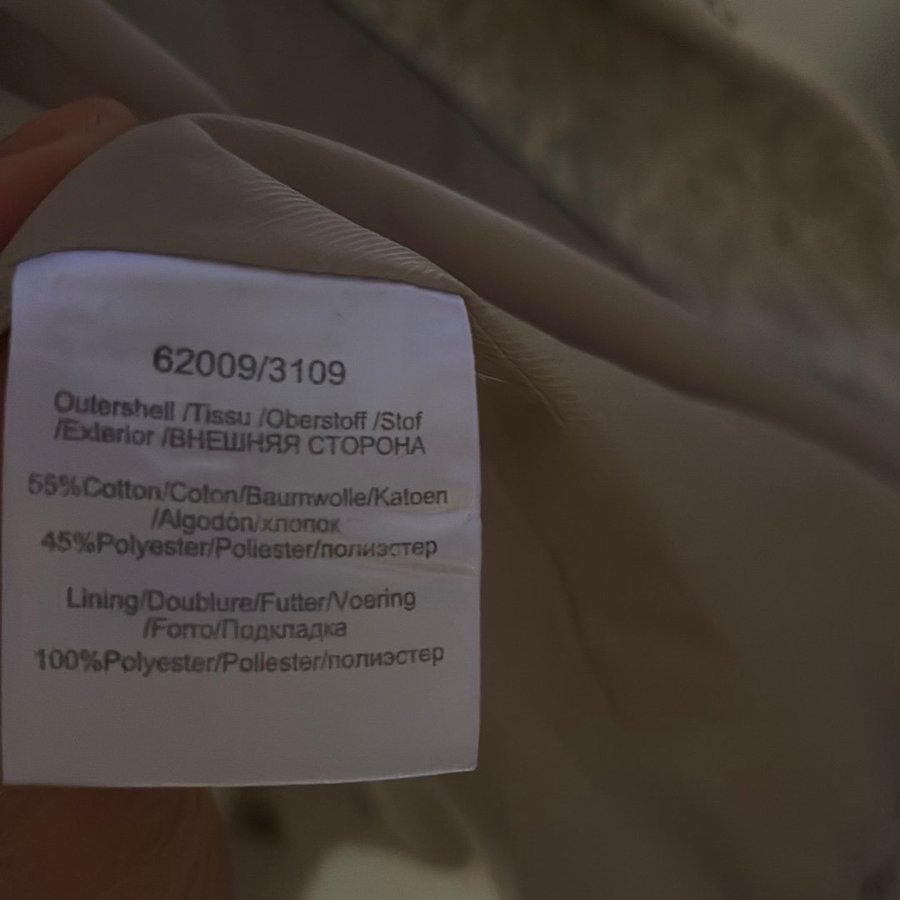 62009/3109
Outershell /Tissu /Oberstoff /Stof
/Exterior /ВНЕШНЯЯ СТОРОНА
55%Cotton/Coton/Baumwolle/Katoen
/Algodón/хлопок
45%Polyester/Poliester/полиэстер
Lining/Doublure/Futter/Voering
/Forro/Подкладка
100%Polyester/Poliester/полиэстер